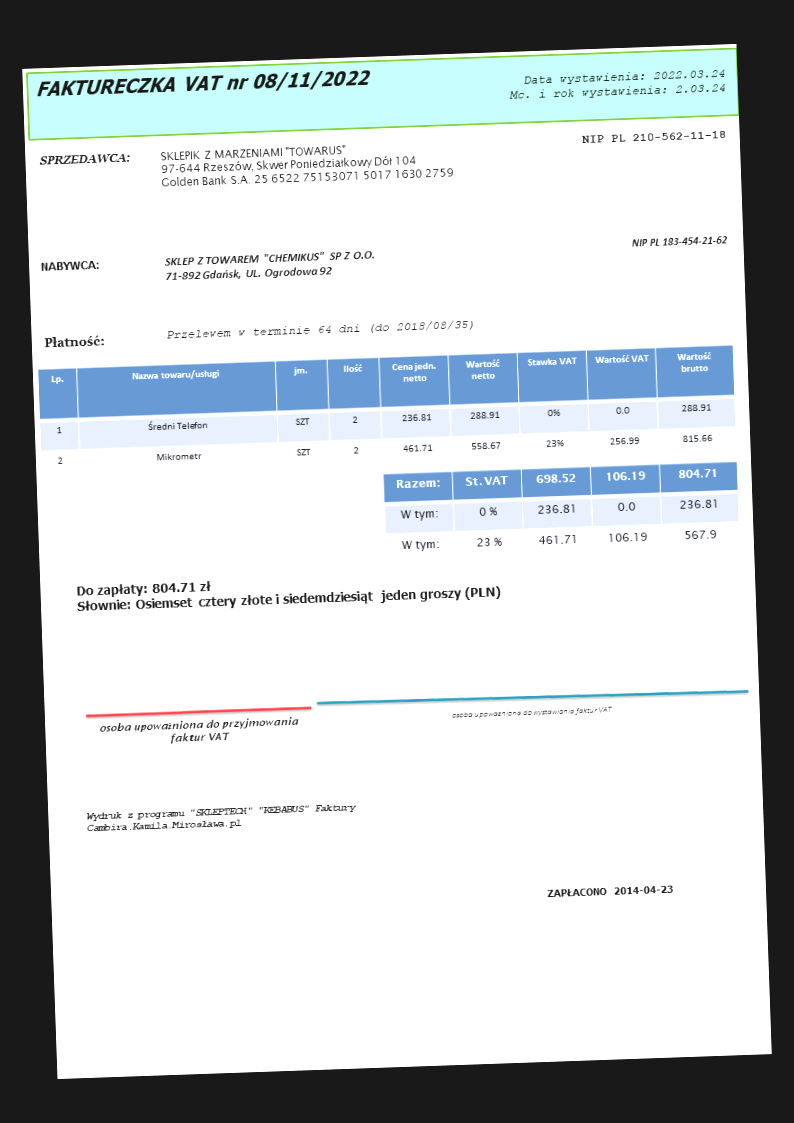 FAKTURECZKA VAT nr 08/11/2022
Data wystawienia: 2022.03.24
Mc. i rok wystawienia: 2.03.24
NIP PL 210-562-11-18
SPRZEDAWCA:
SKLEPIK Z MARZENIAMI "TOWARUS"
97-644 Rzeszów, Skwer Poniedziałkowy Dół 104
Golden Bank S.A. 25 6522 75153071 5017 1630 2759
NIP PL 183-454-21-62
NABYWCA:
SKLEP Z TOWAREM "CHEMIKUS" SP Z O.O.
71-892 Gdańsk, UL. Ogrodowa 92
Płatność: Przelewem w terminie 64 dni (do 2018/08/35)
Lp. Nazwa towaru/usługi jm. Ilość Cena jedn. netto Wartość netto Stawka VAT Wartość VAT Wartość brutto
1 Średni Telefon SZT 2 236.81 288.91 0% 0.0 288.91
2 Mikrometr SZT 2 461.71 558.67 23% 256.99 815.66
Razem: St.VAT 698.52 106.19 804.71
W tym: 0 % 236.81 0.0 236.81
W tym: 23 % 461.71 106.19 567.9
Do zapłaty: 804.71 zł
Słownie: Osiemset cztery złote i siedemdziesiąt jeden groszy (PLN)
osoba upoważniona do przyjmowania
faktur VAT
osoba upoważniona do wystawiania faktur VAT
Wydruk z programu "SKLEPTECH" "KEBABUS" Faktury
Cambira.Kamila.Mirosława.pl
ZAPŁACONO 2014-04-23